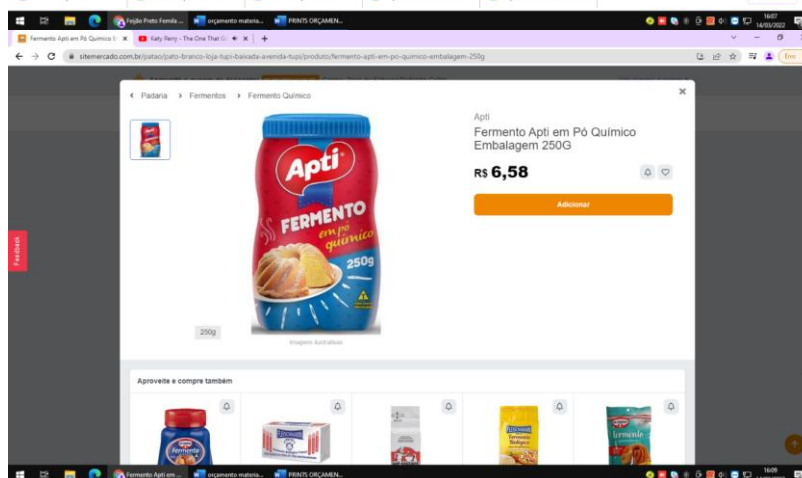 Feijão Preto Femila ...
orçamento materia...
PRINTS ORÇAMEN...
16:07
14/03/2022
Fermento Apti em Pó Químico E
Katy Perry - The One That G
sitemercado.com.br/patao/pato-branco-loja-tupi-baixada-avenida-tupi/produto/fermento-apti-em-po-quimico-embalagem-250g
Padaria > Fermentos > Fermento Químico
Apti
Fermento Apti em Pó Químico
Embalagem 250G
R$ 6,58
Adicionar
Apti
FERMENTO
em pó
químico
250g
250g
Imagens ilustrativas
Feedback
Aproveite e compre também
Fermento
FLEISCHMANN
Fermento
Biológico
fermento
Fermento Apti em ...
orçamento materia...
PRINTS ORÇAMEN...
16:09